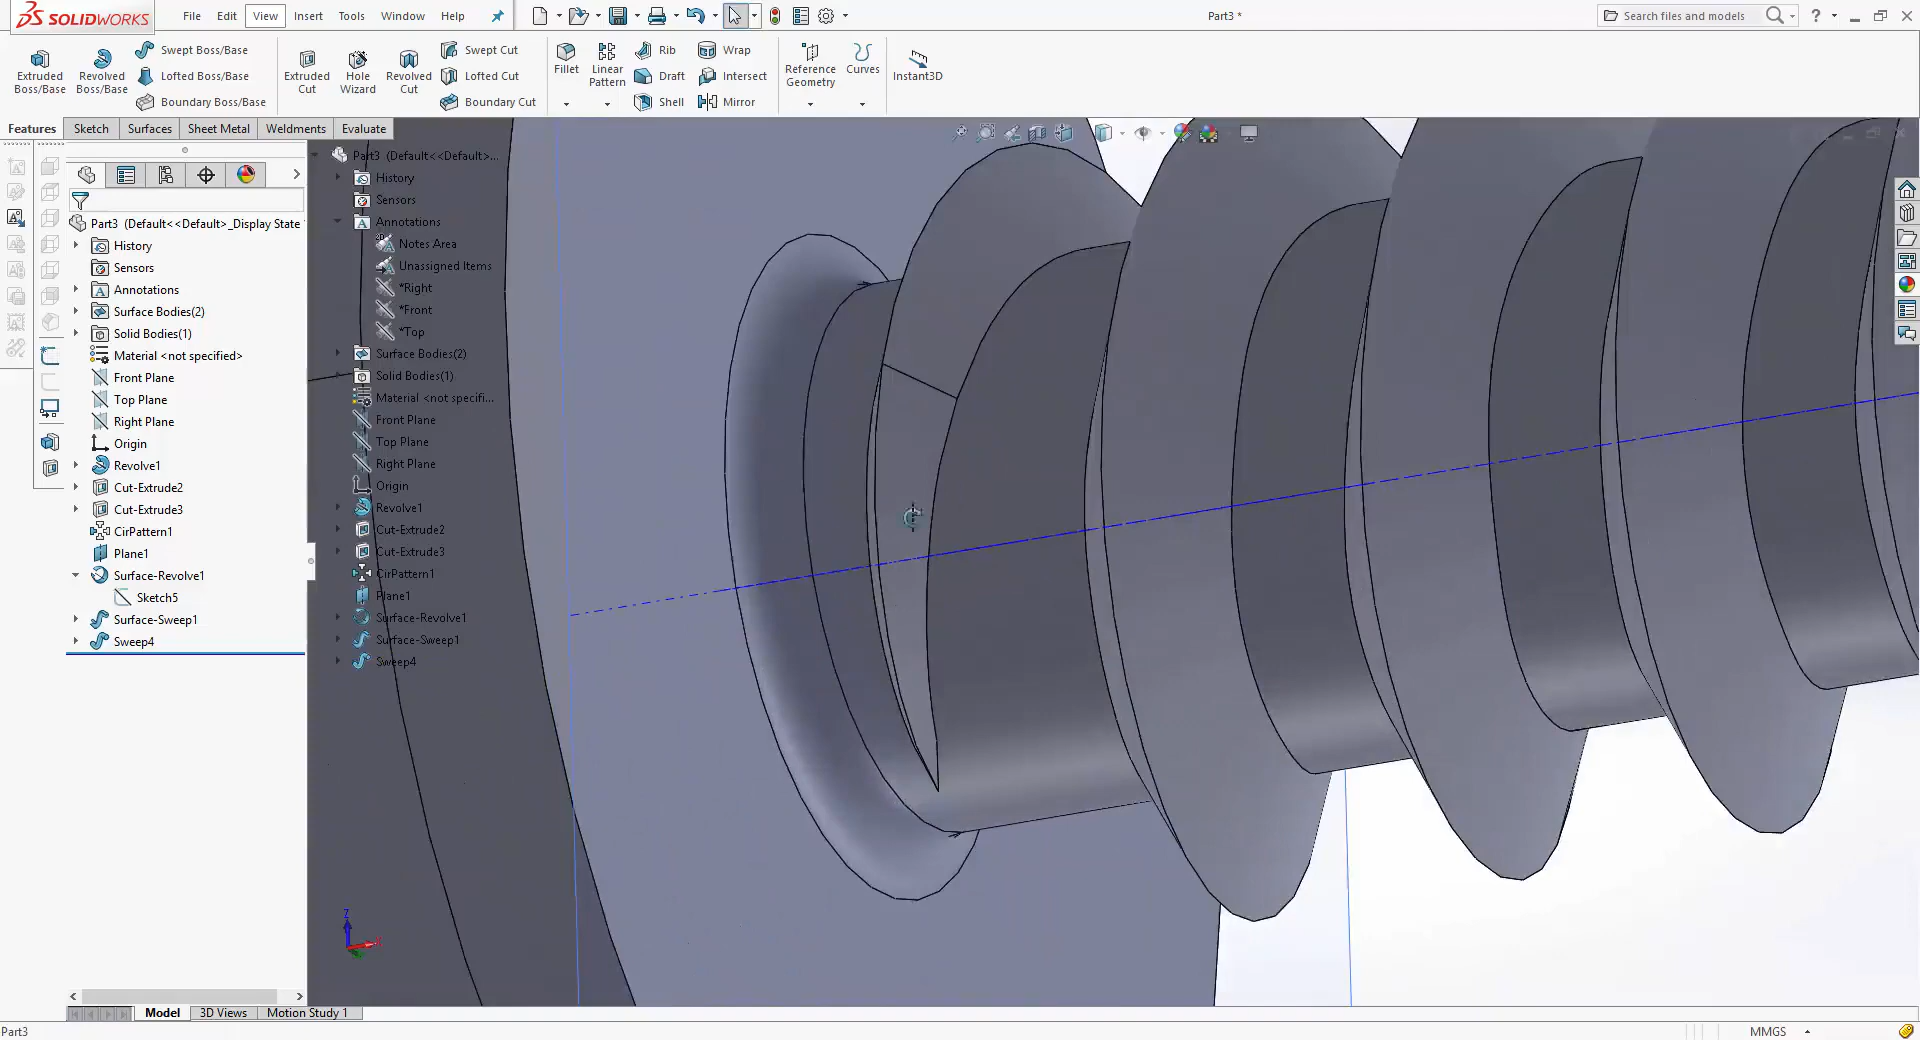 SOLIDWORKS
File Edit View Insert Tools Window Help
Part3 *
Search files and models
?
Extruded Boss/Base
Revolved Boss/Base
Swept Boss/Base
Lofted Boss/Base
Boundary Boss/Base
Extruded Cut
Hole Wizard
Revolved Cut
Swept Cut
Lofted Cut
Boundary Cut
Fillet
Linear Pattern
Rib
Draft
Shell
Wrap
Intersect
Mirror
Reference Geometry
Curves
Instant3D
Features Sketch Surfaces Sheet Metal Weldments Evaluate
Part3 (Default<<Default>_Display State
History
Sensors
Annotations
Surface Bodies(2)
Solid Bodies(1)
Material <not specified>
Front Plane
Top Plane
Right Plane
Origin
Revolve1
Cut-Extrude2
Cut-Extrude3
CirPattern1
Plane1
Surface-Revolve1
Sketch5
Surface-Sweep1
Sweep4
Part3 (Default<<Default>...
History
Sensors
Annotations
Notes Area
Unassigned Items
*Right
*Front
*Top
Surface Bodies(2)
Solid Bodies(1)
Material <not specifi...
Front Plane
Top Plane
Right Plane
Origin
Revolve1
Cut-Extrude2
Cut-Extrude3
CirPattern1
Plane1
Surface-Revolve1
Surface-Sweep1
Sweep4
Z
X
Model 3D Views Motion Study 1
Part3
MMGS